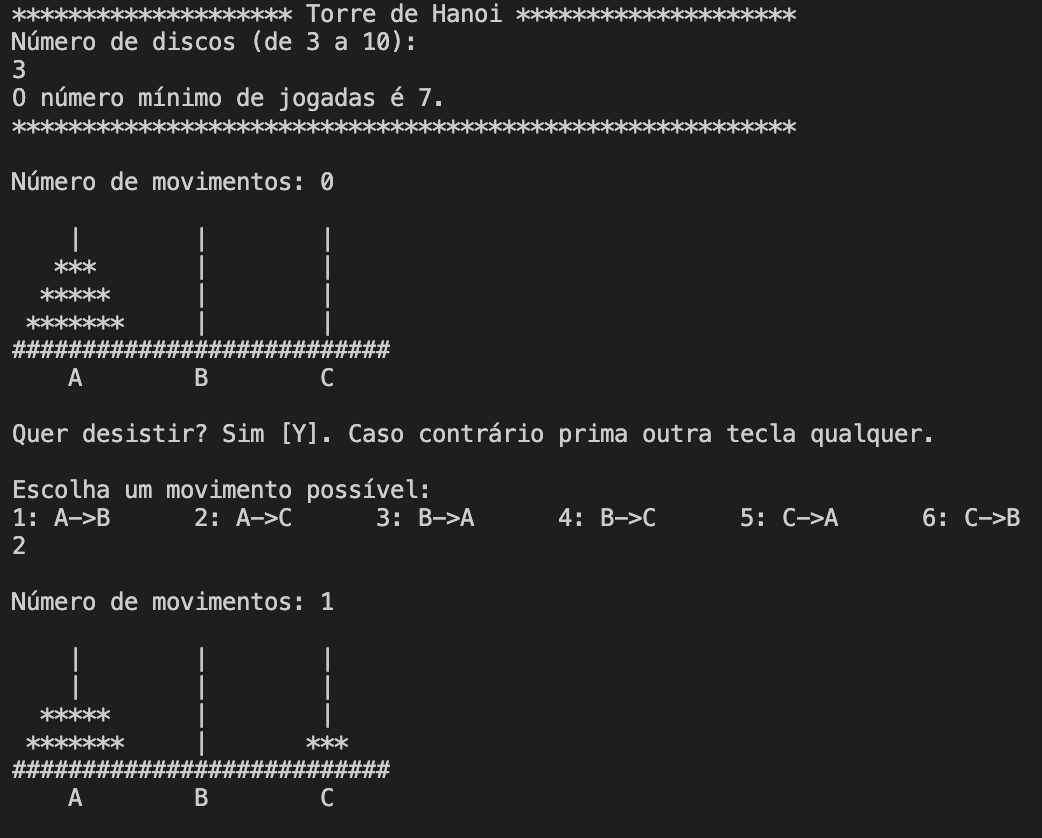 ******************** Torre de Hanoi ********************
Número de discos (de 3 a 10):
3
O número mínimo de jogadas é 7.
********************************************************
Número de movimentos: 0
    |        |        |
   ***       |        |
  *****      |        |
 *******     |        |
###########################
    A        B        C
Quer desistir? Sim [Y]. Caso contrário prima outra tecla qualquer.
Escolha um movimento possível:
1: A->B      2: A->C      3: B->A      4: B->C      5: C->A      6: C->B
2
Número de movimentos: 1
    |        |        |
    |        |        |
  *****      |        |
 *******     |       ***
###########################
    A        B        C